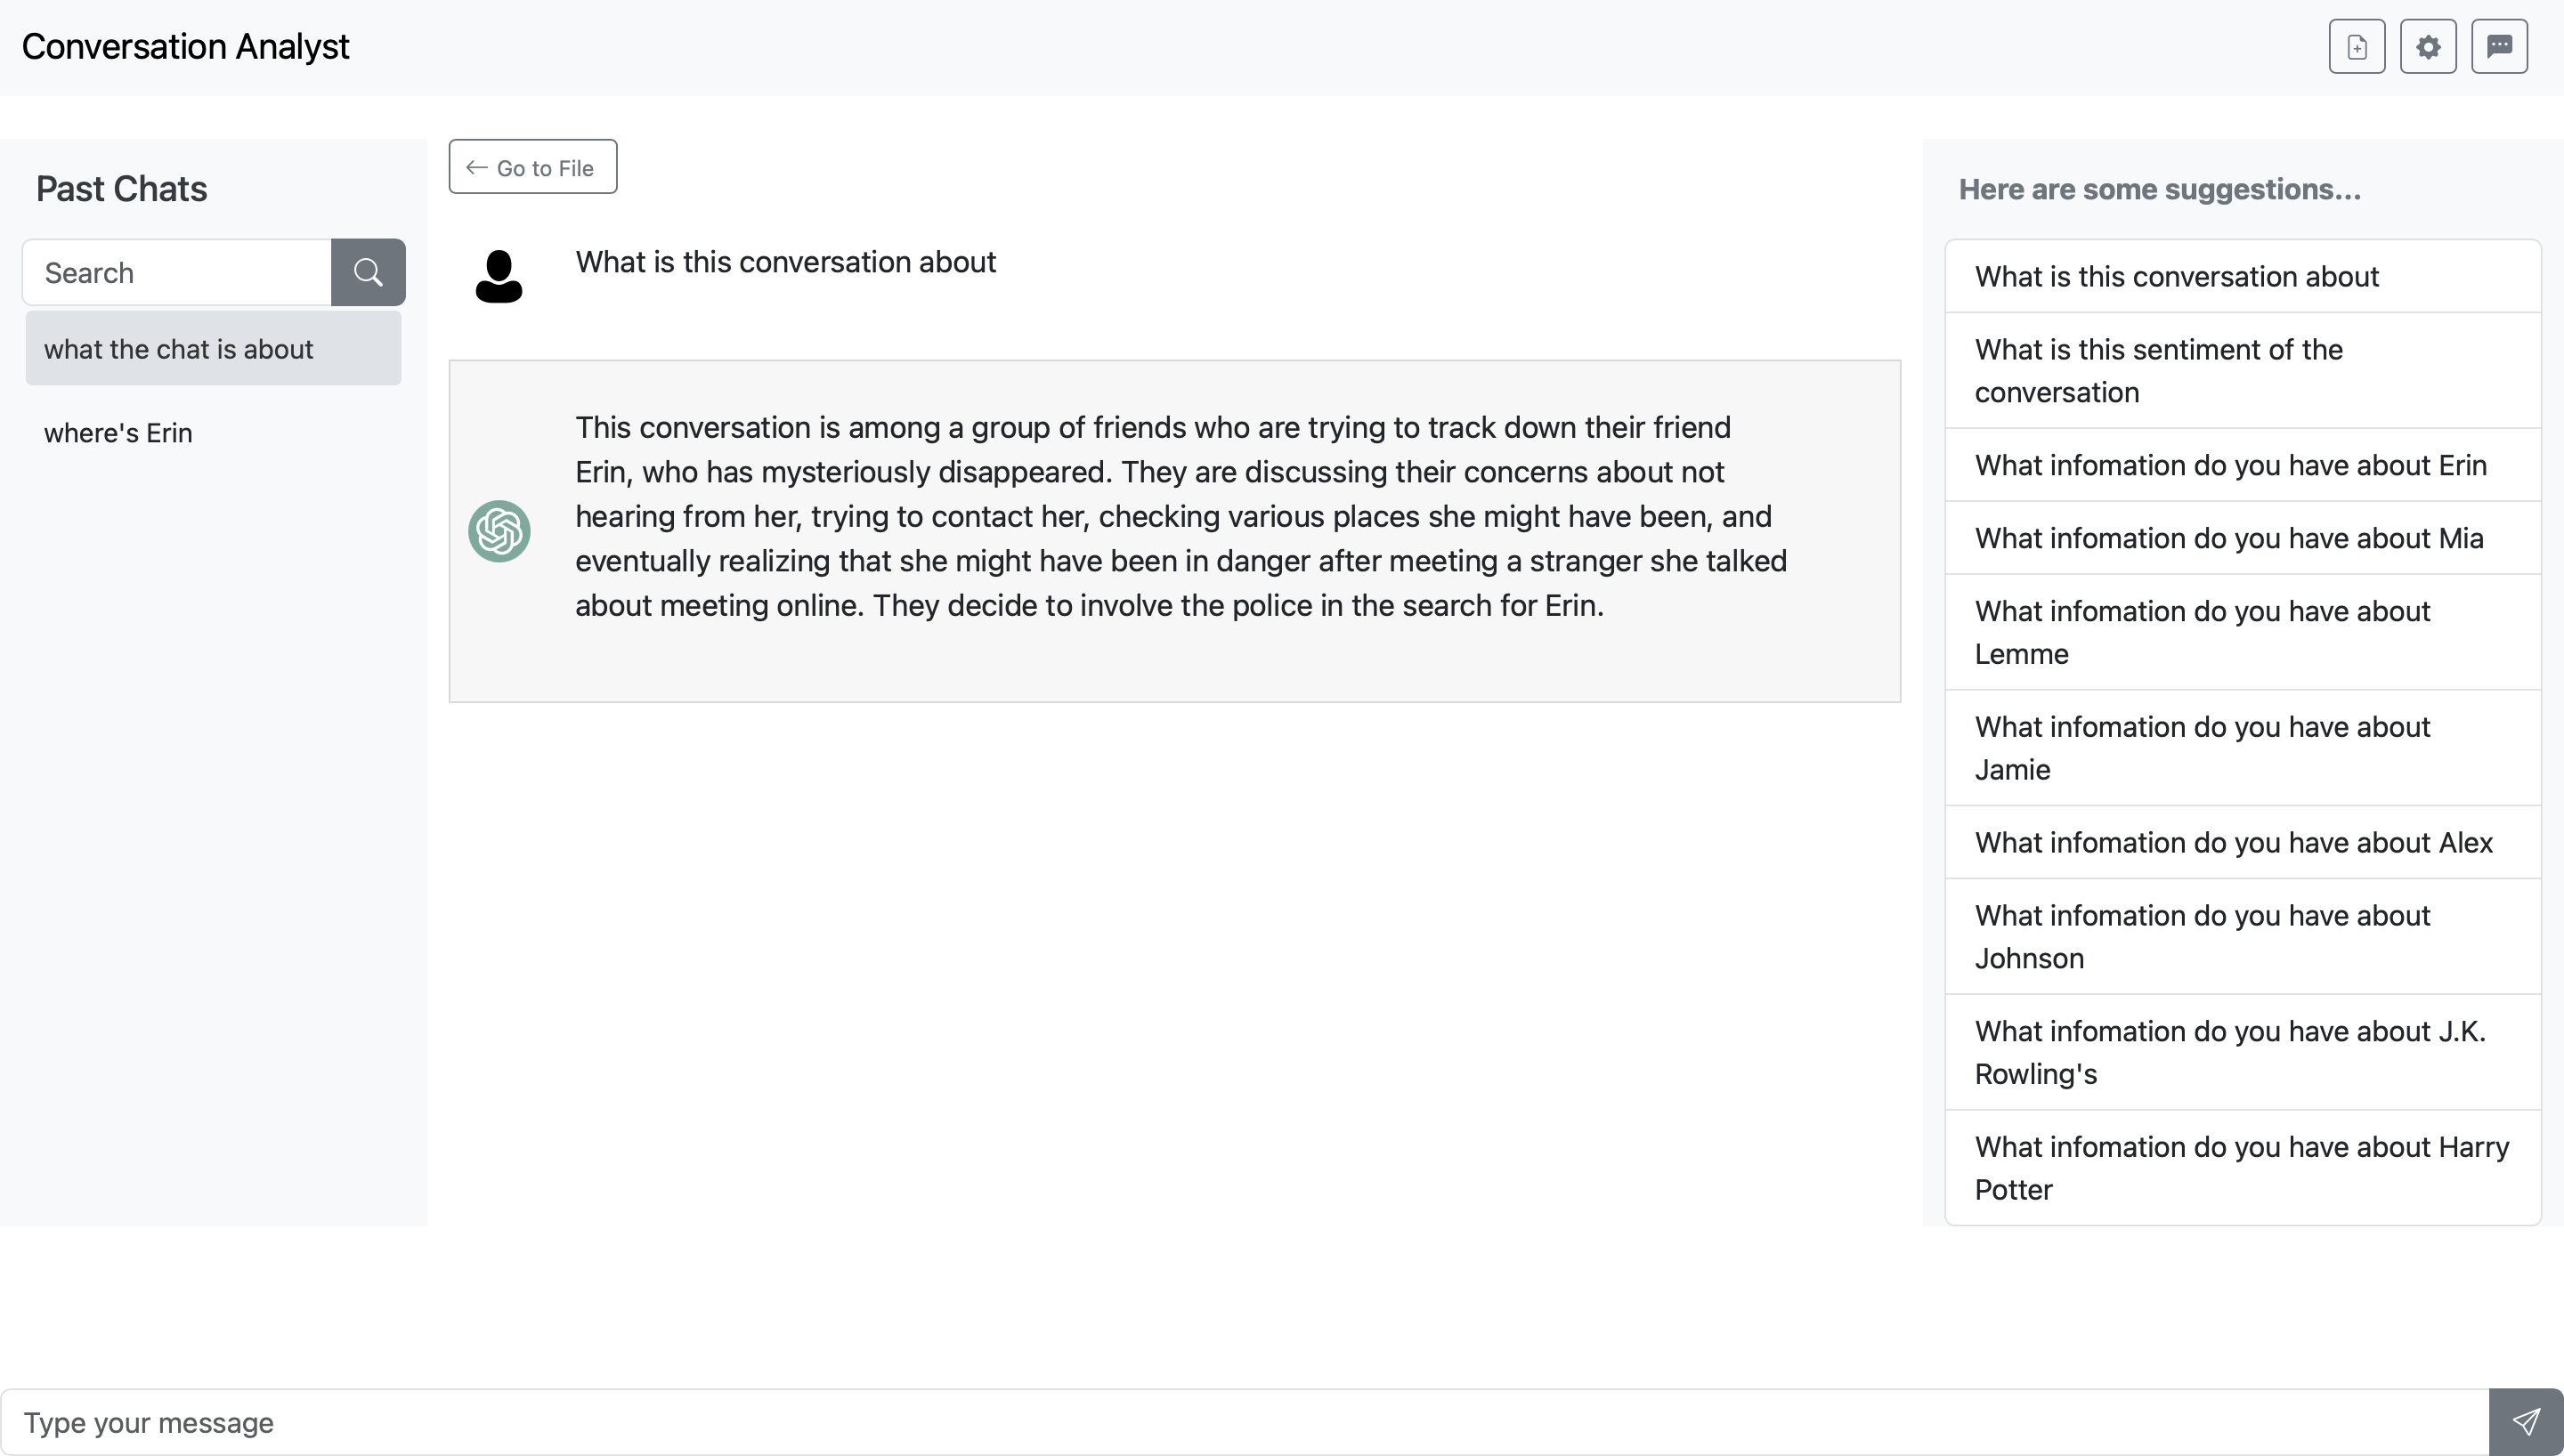 Conversation Analyst
Past Chats
Search
what the chat is about
where's Erin
← Go to File
What is this conversation about
This conversation is among a group of friends who are trying to track down their friend
Erin, who has mysteriously disappeared. They are discussing their concerns about not
hearing from her, trying to contact her, checking various places she might have been, and
eventually realizing that she might have been in danger after meeting a stranger she talked
about meeting online. They decide to involve the police in the search for Erin.
Here are some suggestions...
What is this conversation about
What is this sentiment of the
conversation
What infomation do you have about Erin
What infomation do you have about Mia
What infomation do you have about
Lemme
What infomation do you have about
Jamie
What infomation do you have about Alex
What infomation do you have about
Johnson
What infomation do you have about J.K.
Rowling's
What infomation do you have about Harry
Potter
Type your message